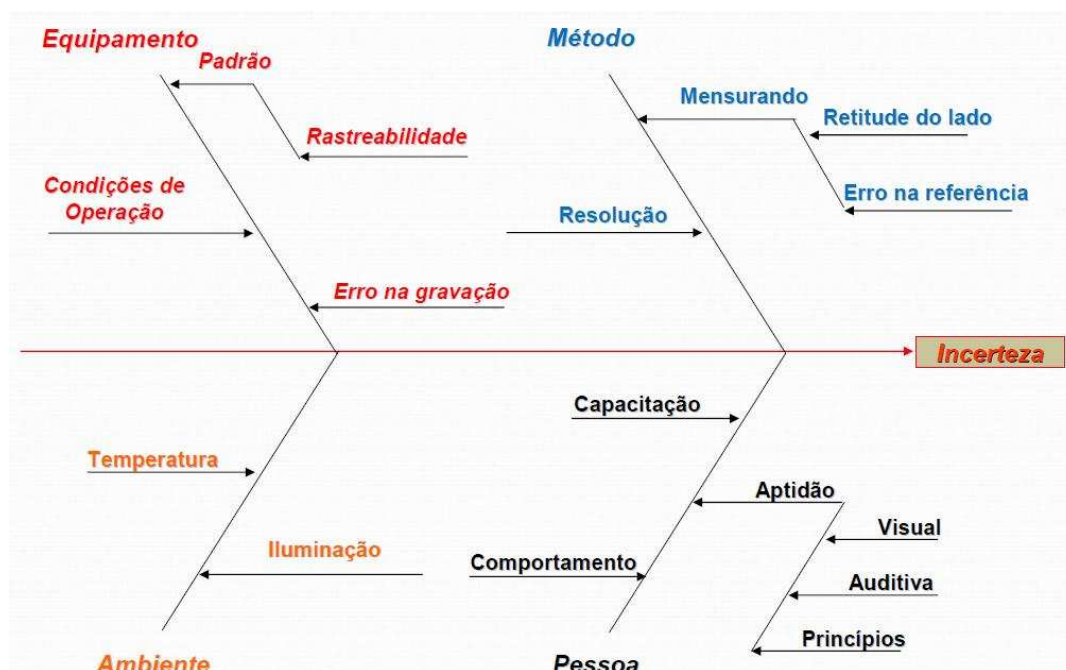 Equipamento
Padrão
Rastreabilidade
Condições de
Operação
Erro na gravação
Método
Mensurando
Retitude do lado
Erro na referência
Resolução
Incerteza
Temperatura
Iluminação
Ambiente
Capacitação
Aptidão
Visual
Auditiva
Princípios
Comportamento
Pessoa